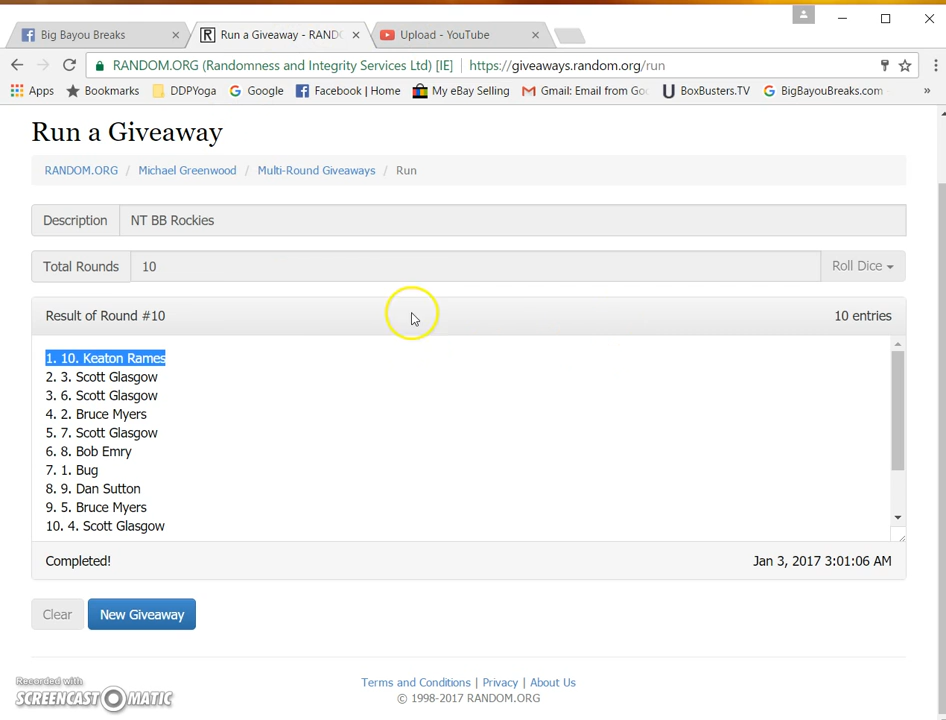 Big Bayou Breaks
Run a Giveaway - RANDO
Upload - YouTube
RANDOM.ORG (Randomness and Integrity Services Ltd) [IE] https://giveaways.random.org/run
Apps Bookmarks DDPYoga Google Facebook | Home My eBay Selling Gmail: Email from Goo BoxBusters.TV BigBayouBreaks.com »
Run a Giveaway
RANDOM.ORG / Michael Greenwood / Multi-Round Giveaways / Run
Description NT BB Rockies
Total Rounds 10 Roll Dice
Result of Round #10 10 entries
1. 10. Keaton Rames
2. 3. Scott Glasgow
3. 6. Scott Glasgow
4. 2. Bruce Myers
5. 7. Scott Glasgow
6. 8. Bob Emry
7. 1. Bug
8. 9. Dan Sutton
9. 5. Bruce Myers
10. 4. Scott Glasgow
Completed! Jan 3, 2017 3:01:06 AM
Clear New Giveaway
Terms and Conditions | Privacy | About Us
© 1998-2017 RANDOM.ORG
Recorded with
SCREENCAST MATIC